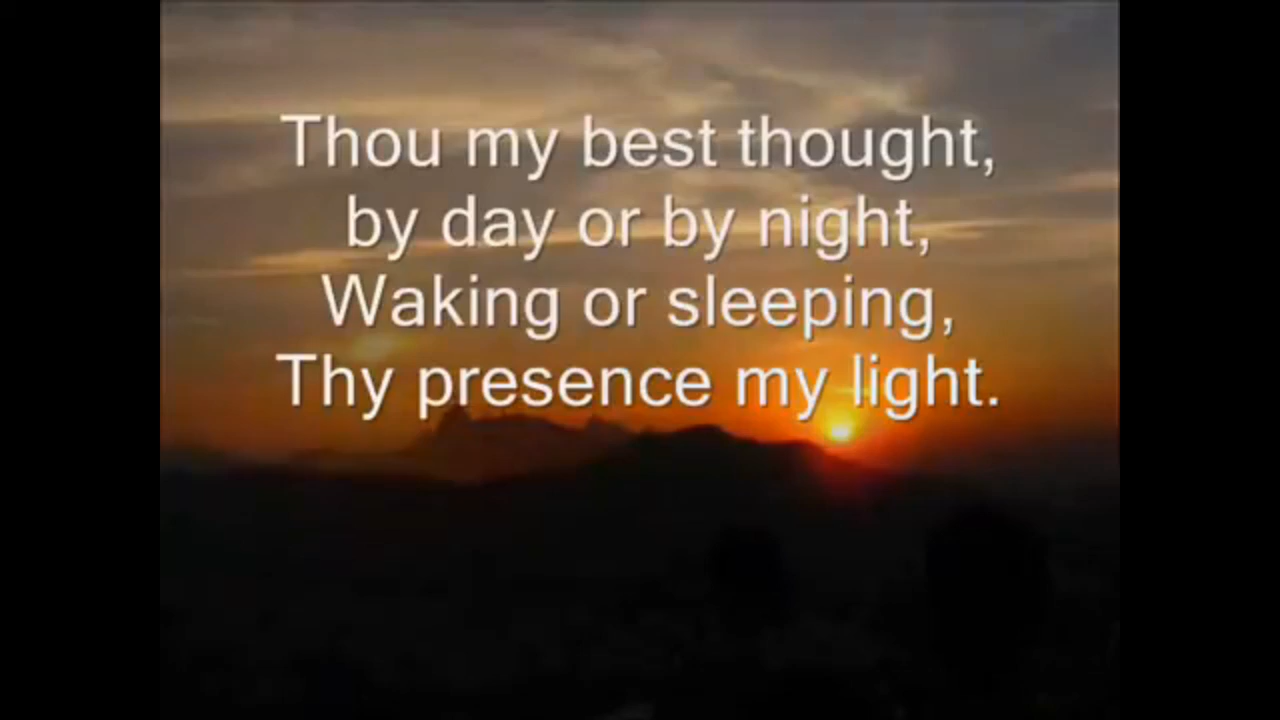 Thou my best thought,
by day or by night,
Waking or sleeping,
Thy presence my light.